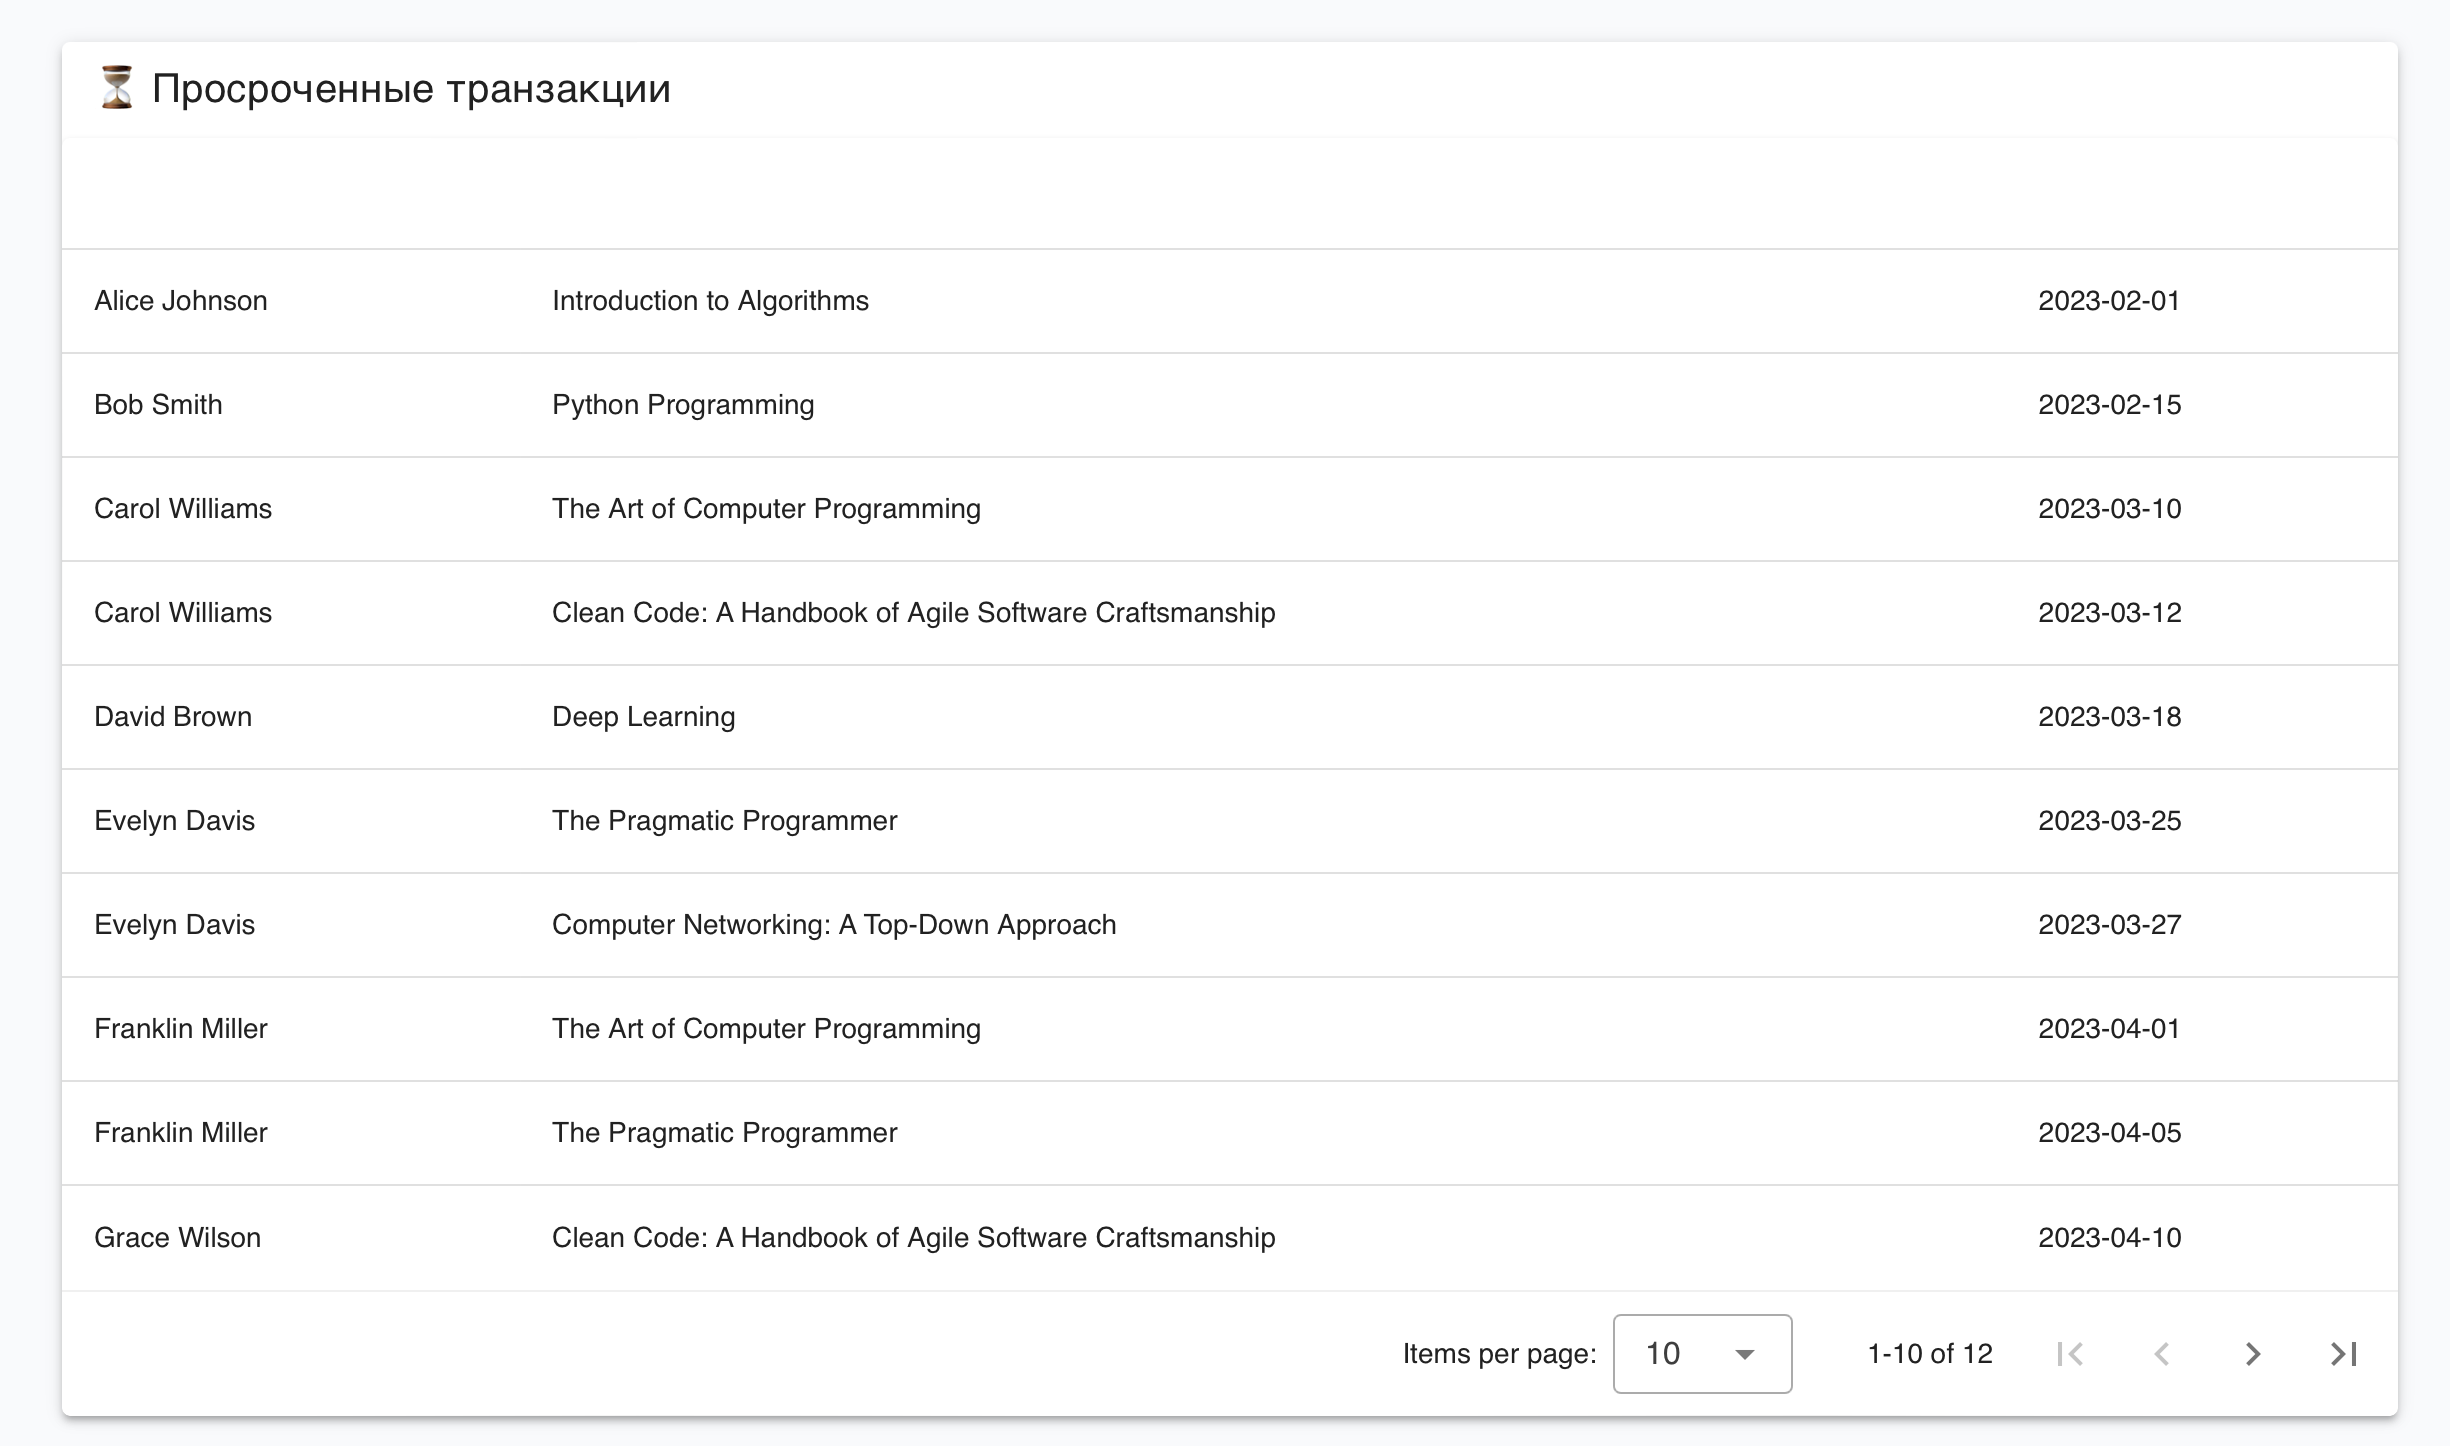 ⏳ Просроченные транзакции
Alice Johnson Introduction to Algorithms 2023-02-01
Bob Smith Python Programming 2023-02-15
Carol Williams The Art of Computer Programming 2023-03-10
Carol Williams Clean Code: A Handbook of Agile Software Craftsmanship 2023-03-12
David Brown Deep Learning 2023-03-18
Evelyn Davis The Pragmatic Programmer 2023-03-25
Evelyn Davis Computer Networking: A Top-Down Approach 2023-03-27
Franklin Miller The Art of Computer Programming 2023-04-01
Franklin Miller The Pragmatic Programmer 2023-04-05
Grace Wilson Clean Code: A Handbook of Agile Software Craftsmanship 2023-04-10
Items per page: 10 1-10 of 12